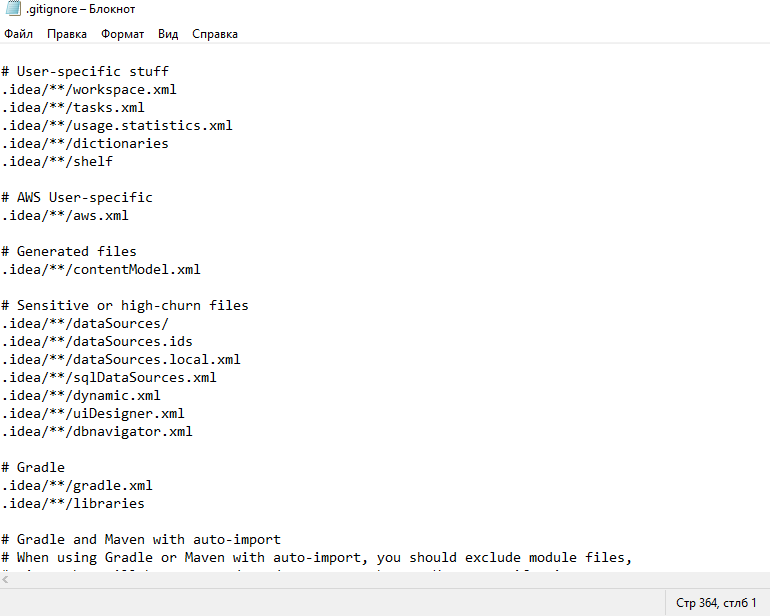 .gitignore – Блокнот
Файл Правка Формат Вид Справка
# User-specific stuff
.idea/**/workspace.xml
.idea/**/tasks.xml
.idea/**/usage.statistics.xml
.idea/**/dictionaries
.idea/**/shelf
# AWS User-specific
.idea/**/aws.xml
# Generated files
.idea/**/contentModel.xml
# Sensitive or high-churn files
.idea/**/dataSources/
.idea/**/dataSources.ids
.idea/**/dataSources.local.xml
.idea/**/sqlDataSources.xml
.idea/**/dynamic.xml
.idea/**/uiDesigner.xml
.idea/**/dbnavigator.xml
# Gradle
.idea/**/gradle.xml
.idea/**/libraries
# Gradle and Maven with auto-import
# When using Gradle or Maven with auto-import, you should exclude module files,
Стр 364, стлб 1